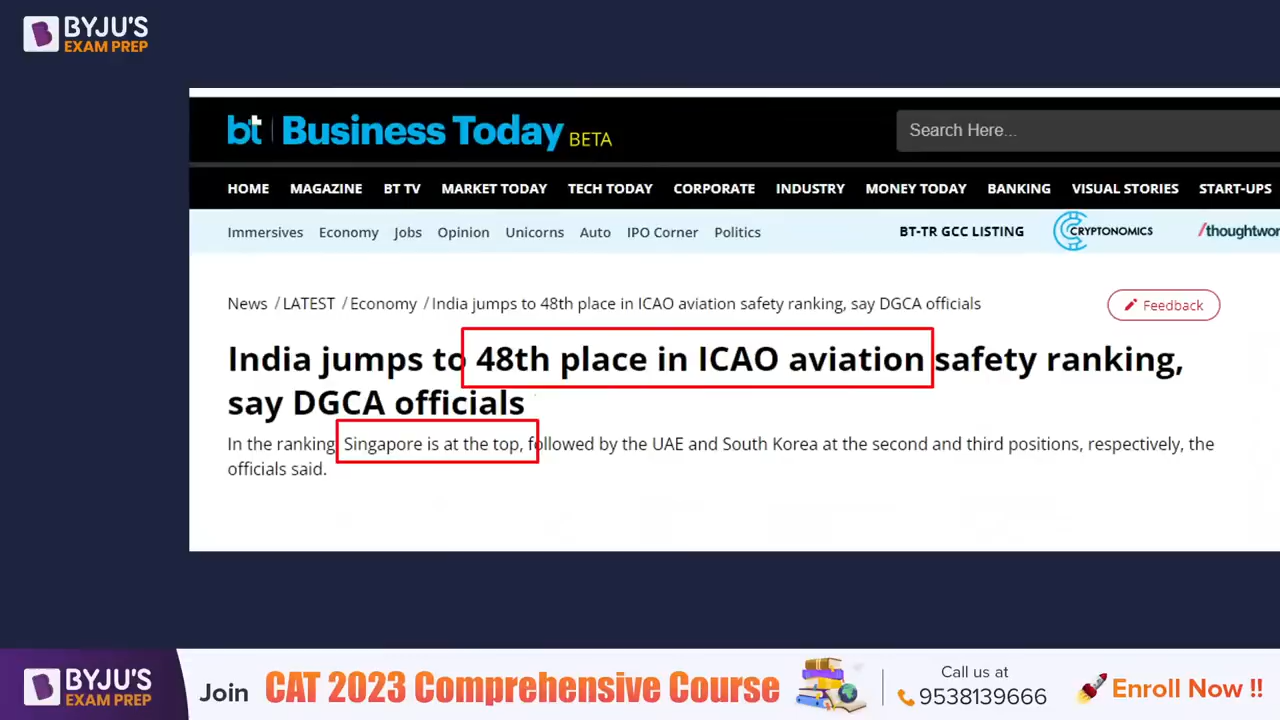 BYJU'S
EXAM PREP
bt Business Today BETA
Search Here...
HOME MAGAZINE BT TV MARKET TODAY TECH TODAY CORPORATE INDUSTRY MONEY TODAY BANKING VISUAL STORIES START-UPS
Immersives Economy Jobs Opinion Unicorns Auto IPO Corner Politics BT-TR GCC LISTING CRYPTONOMICS /thoughtwor
News /LATEST /Economy /India jumps to 48th place in ICAO aviation safety ranking, say DGCA officials
Feedback
India jumps to 48th place in ICAO aviation safety ranking,
say DGCA officials
In the ranking Singapore is at the top, followed by the UAE and South Korea at the second and third positions, respectively, the
officials said.
BYJU'S
EXAM PREP
Join CAT 2023 Comprehensive Course
Call us at
9538139666
Enroll Now !!